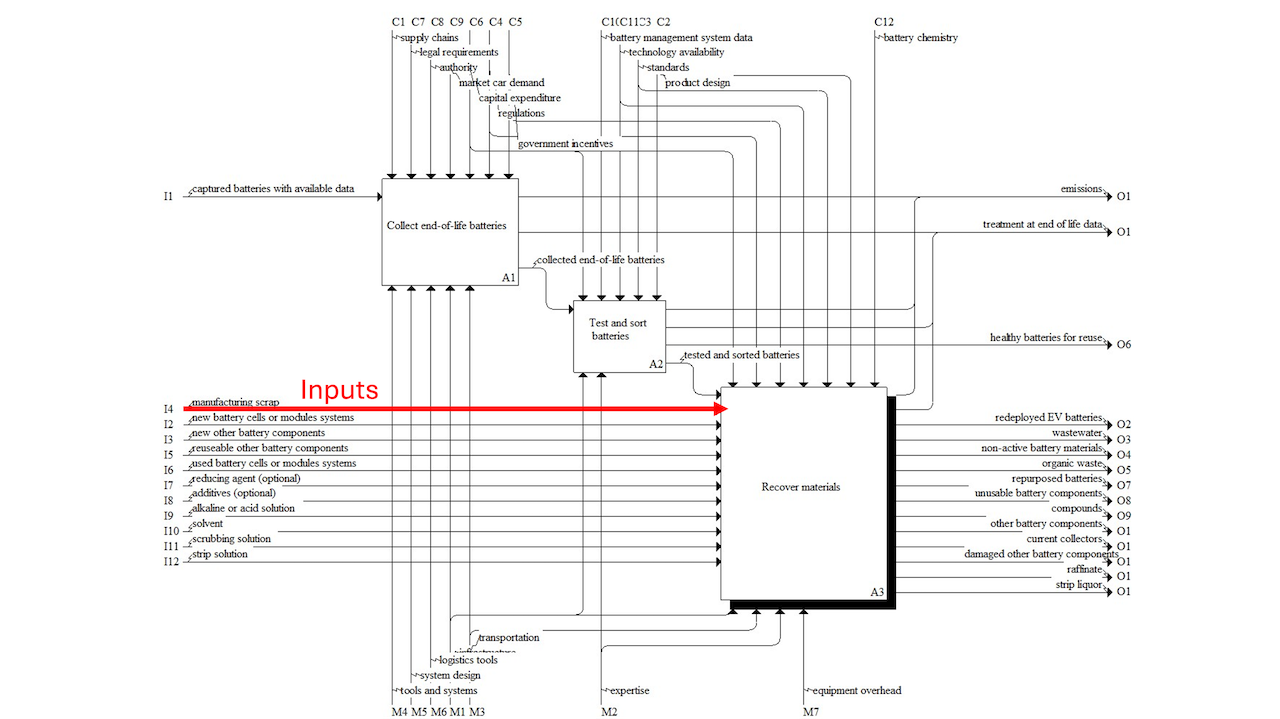 C1 C7 C8 C9 C6 C4 C5 C10 C11 C3 C2 C12
supply chains
battery management system data
battery chemistry
legal requirements
technology availability
authority
standards
market car demand
product design
capital expenditure
regulations
government incentives
I1 captured batteries with available data
emissions O1
Collect end-of-life batteries
treatment at end of life data O1
collected end-of-life batteries
A1
Test and sort
batteries
healthy batteries for reuse O6
tested and sorted batteries
A2
Inputs
I4 manufacturing scrap
I2 new battery cells or modules systems
redeployed EV batteries O2
I3 new other battery components
wastewater O3
I5 reuseable other battery components
non-active battery materials O4
I6 used battery cells or modules systems
organic waste O5
I7 reducing agent (optional)
repurposed batteries O7
Recover materials
I8 additives (optional)
unusable battery components O8
I9 alkaline or acid solution
compounds O9
I10 solvent
other battery components O1
I11 scrubbing solution
current collectors O1
I12 strip solution
damaged other battery components O1
raffinate O1
strip liquor O1
A3
transportation
infrastructure
logistics tools
system design
tools and systems
expertise
equipment overhead
M4 M5 M6 M1 M3 M2 M7